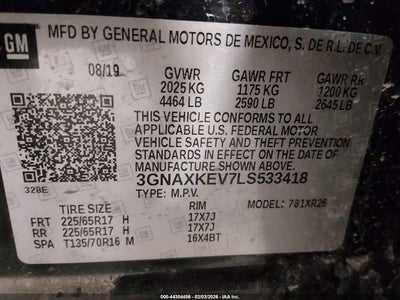 GM
MFD BY GENERAL MOTORS DE MEXICO, S. DE R.L. DE C.V.
08/19 GVWR GAWR FRT GAWR RR
2025 KG 1175 KG 1200 KG
4464 LB 2590 LB 2645 LB
THIS VEHICLE CONFORMS TO ALL
APPLICABLE U.S. FEDERAL MOTOR
VEHICLE SAFETY AND THEFT
PREVENTION STANDARDS IN EFFECT
ON THE DATE OF
MANUFACTURE SHOWN ABOVE.
328E
3GNAXKEV7LS533418
TYPE: M.P.V. MODEL: 781XR26
TIRE SIZE RIM
FRT 225/65R17 H 17X7J
RR 225/65R17 H 17X7J
SPA T135/70R16 M 16X4BT
000-44304456 - 02/03/2026 - © IAA, Inc.